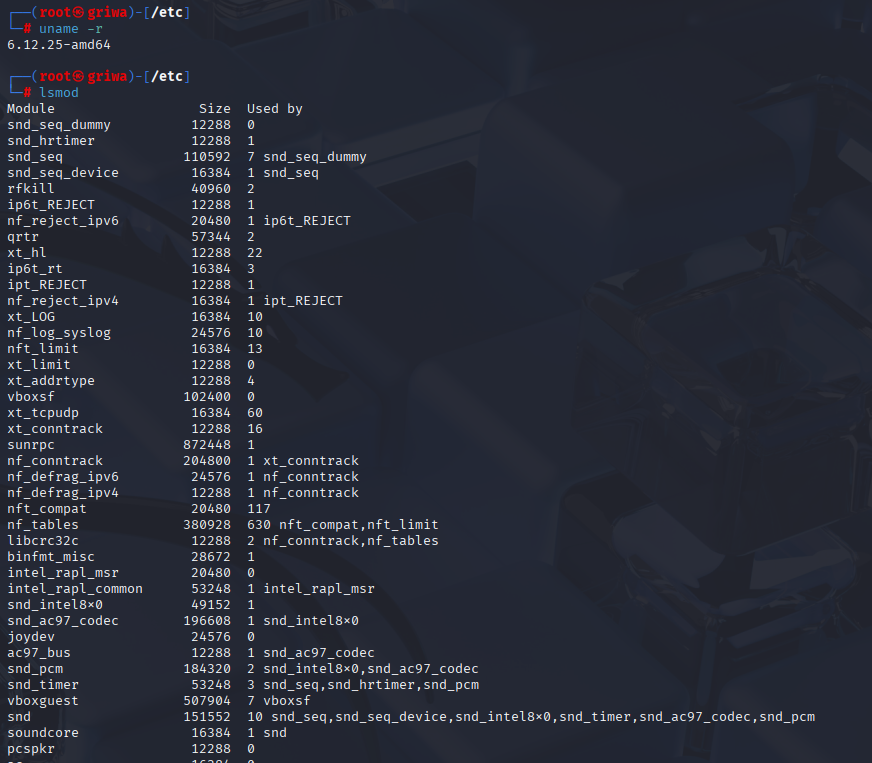 ┌──(root㉿griwa)-[/etc]
└─# uname -r
6.12.25-amd64
┌──(root㉿griwa)-[/etc]
└─# lsmod
Module                  Size  Used by
snd_seq_dummy          12288  0
snd_hrtimer            12288  1
snd_seq               110592  7 snd_seq_dummy
snd_seq_device         16384  1 snd_seq
rfkill                 40960  2
ip6t_REJECT            12288  1
nf_reject_ipv6         20480  1 ip6t_REJECT
qrtr                   57344  2
xt_hl                  12288  22
ip6t_rt                16384  3
ipt_REJECT             12288  1
nf_reject_ipv4         16384  1 ipt_REJECT
xt_LOG                 16384  10
nf_log_syslog          24576  10
nft_limit              16384  13
xt_limit               12288  0
xt_addrtype            12288  4
vboxsf                102400  0
xt_tcpudp              16384  60
xt_conntrack           12288  16
sunrpc                872448  1
nf_conntrack          204800  1 xt_conntrack
nf_defrag_ipv6         24576  1 nf_conntrack
nf_defrag_ipv4         12288  1 nf_conntrack
nft_compat             20480  117
nf_tables             380928  630 nft_compat,nft_limit
libcrc32c              12288  2 nf_conntrack,nf_tables
binfmt_misc            28672  1
intel_rapl_msr         20480  0
intel_rapl_common      53248  1 intel_rapl_msr
snd_intel8×0           49152  1
snd_ac97_codec        196608  1 snd_intel8×0
joydev                 24576  0
ac97_bus               12288  1 snd_ac97_codec
snd_pcm               184320  2 snd_intel8×0,snd_ac97_codec
snd_timer              53248  3 snd_seq,snd_hrtimer,snd_pcm
vboxguest             507904  7 vboxsf
snd                   151552  10 snd_seq,snd_seq_device,snd_intel8×0,snd_timer,snd_ac97_codec,snd_pcm
soundcore              16384  1 snd
pcspkr                 12288  0